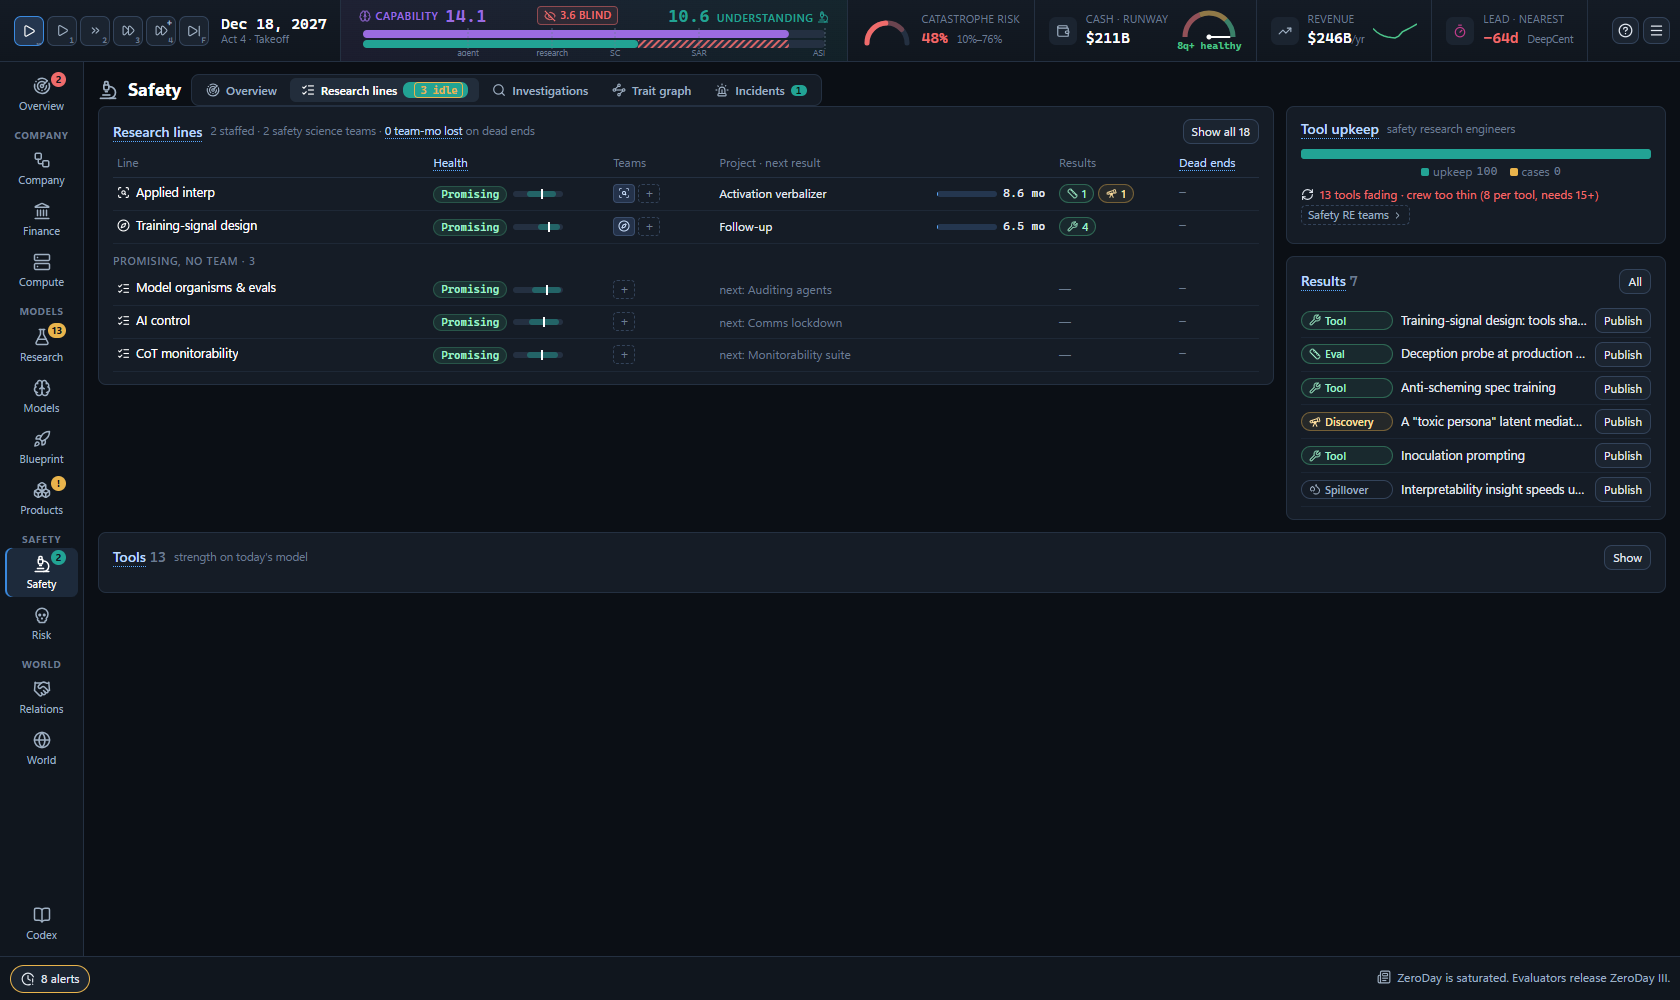 1
2
3
4
F
Dec 18, 2027
Act 4 · Takeoff
CAPABILITY 14.1
3.6 BLIND
10.6 UNDERSTANDING
agent
research
SC
SAR
ASI
CATASTROPHE RISK
48% 10%–76%
CASH · RUNWAY
$211B
8q+ healthy
REVENUE
$246B/yr
LEAD · NEAREST
−64d DeepCent
2
Overview
COMPANY
Company
Finance
Compute
MODELS
13
Research
Models
Blueprint
!
Products
SAFETY
2
Safety
Risk
WORLD
Relations
World
Codex
Safety
Overview
Research lines 3 idle
Investigations
Trait graph
Incidents 1
Research lines 2 staffed · 2 safety science teams · 0 team-mo lost on dead ends
Show all 18
Line Health Teams Project · next result Results Dead ends
Applied interp Promising + Activation verbalizer 8.6 mo 1 1 –
Training-signal design Promising + Follow-up 6.5 mo 4 –
PROMISING, NO TEAM · 3
Model organisms & evals Promising + next: Auditing agents — –
AI control Promising + next: Comms lockdown — –
CoT monitorability Promising + next: Monitorability suite — –
Tool upkeep safety research engineers
upkeep 100 cases 0
13 tools fading · crew too thin (8 per tool, needs 15+)
Safety RE teams >
Results 7
All
Tool Training-signal design: tools sha... Publish
Eval Deception probe at production ... Publish
Tool Anti-scheming spec training Publish
Discovery A "toxic persona" latent mediat... Publish
Tool Inoculation prompting Publish
Spillover Interpretability insight speeds u... Publish
Tools 13 strength on today's model
Show
8 alerts
ZeroDay is saturated. Evaluators release ZeroDay III.